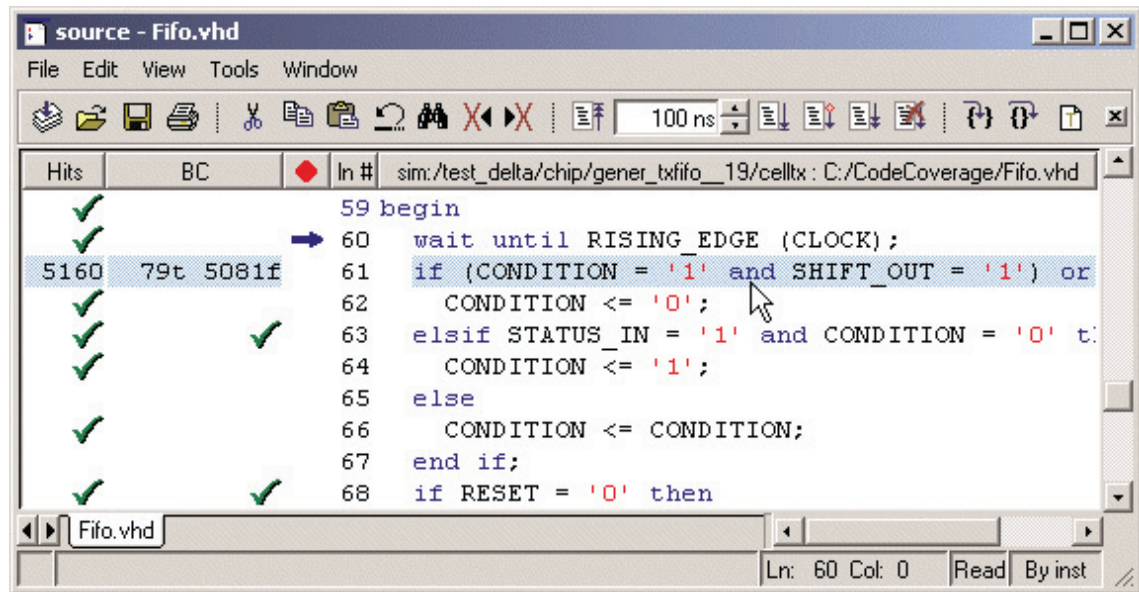 source - Fifo.vhd
File Edit View Tools Window
100 ns
Hits BC ln # sim:/test_delta/chip/gener_txfifo__19/celltx : C:/CodeCoverage/Fifo.vhd
59 begin
60 wait until RISING_EDGE (CLOCK);
5160 79t 5081f 61 if (CONDITION = '1' and SHIFT_OUT = '1') or
62 CONDITION <= '0';
63 elsif STATUS_IN = '1' and CONDITION = '0' t
64 CONDITION <= '1';
65 else
66 CONDITION <= CONDITION;
67 end if;
68 if RESET = '0' then
Fifo.vhd
Ln: 60 Col: 0 Read By inst